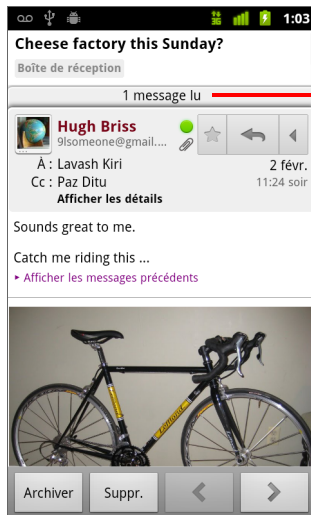 3G
1:03
Cheese factory this Sunday?
Boîte de réception
1 message lu
Hugh Briss
9lsomeone@gmail....
À : Lavash Kiri
2 févr.
Cc : Paz Ditu
11:24 soir
Afficher les détails
Sounds great to me.
Catch me riding this ...
▸ Afficher les messages précédents
Archiver
Suppr.